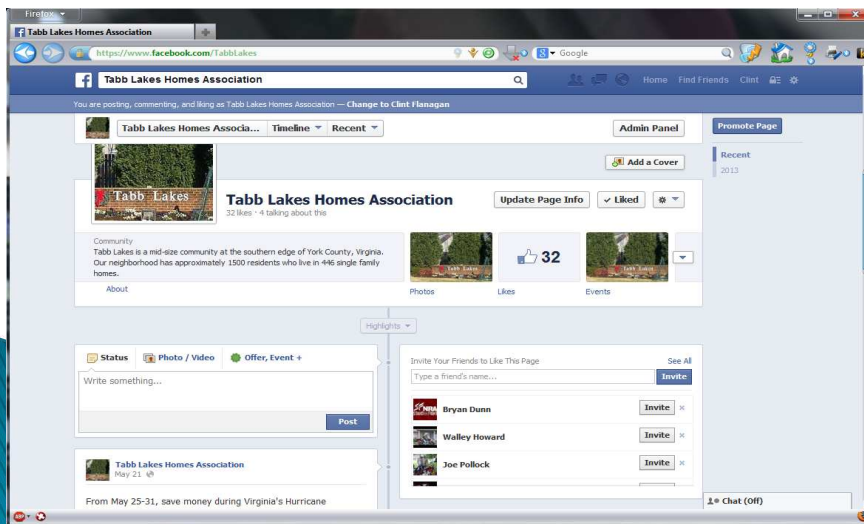 Firefox
Tabb Lakes Homes Association
https://www.facebook.com/TabbLakes
Google
Tabb Lakes Homes Association
Home Find Friends Clint
You are posting, commenting, and liking as Tabb Lakes Homes Association — Change to Clint Flanagan
Tabb Lakes Homes Associa... Timeline Recent
Admin Panel
Promote Page
Recent
2013
Add a Cover
Tabb Lakes
Tabb Lakes Homes Association
32 likes · 4 talking about this
Update Page Info
Liked
Community
Tabb Lakes is a mid-size community at the southern edge of York County, Virginia.
Our neighborhood has approximately 1500 residents who live in 446 single family
homes.
About
32
Tabb Lakes
Tabb Lakes
Photos
Likes
Events
Highlights
Status Photo / Video Offer, Event +
Write something...
Post
Invite Your Friends to Like This Page
See All
Type a friend's name...
Invite
NRA
Bryan Dunn
Invite
Walley Howard
Invite
Joe Pollock
Invite
Tabb Lakes Homes Association
May 21
From May 25-31, save money during Virginia's Hurricane
Chat (Off)
ABP